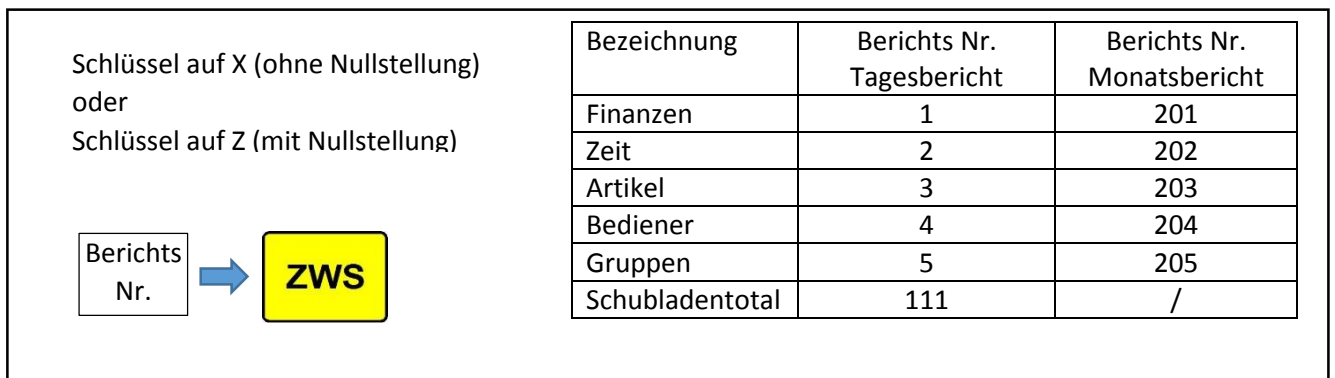 Schlüssel auf X (ohne Nullstellung)
oder
Schlüssel auf Z (mit Nullstellung)
Berichts
Nr.
ZWS
Bezeichnung Berichts Nr. Tagesbericht Berichts Nr. Monatsbericht
Finanzen 1 201
Zeit 2 202
Artikel 3 203
Bediener 4 204
Gruppen 5 205
Schubladentotal 111 /